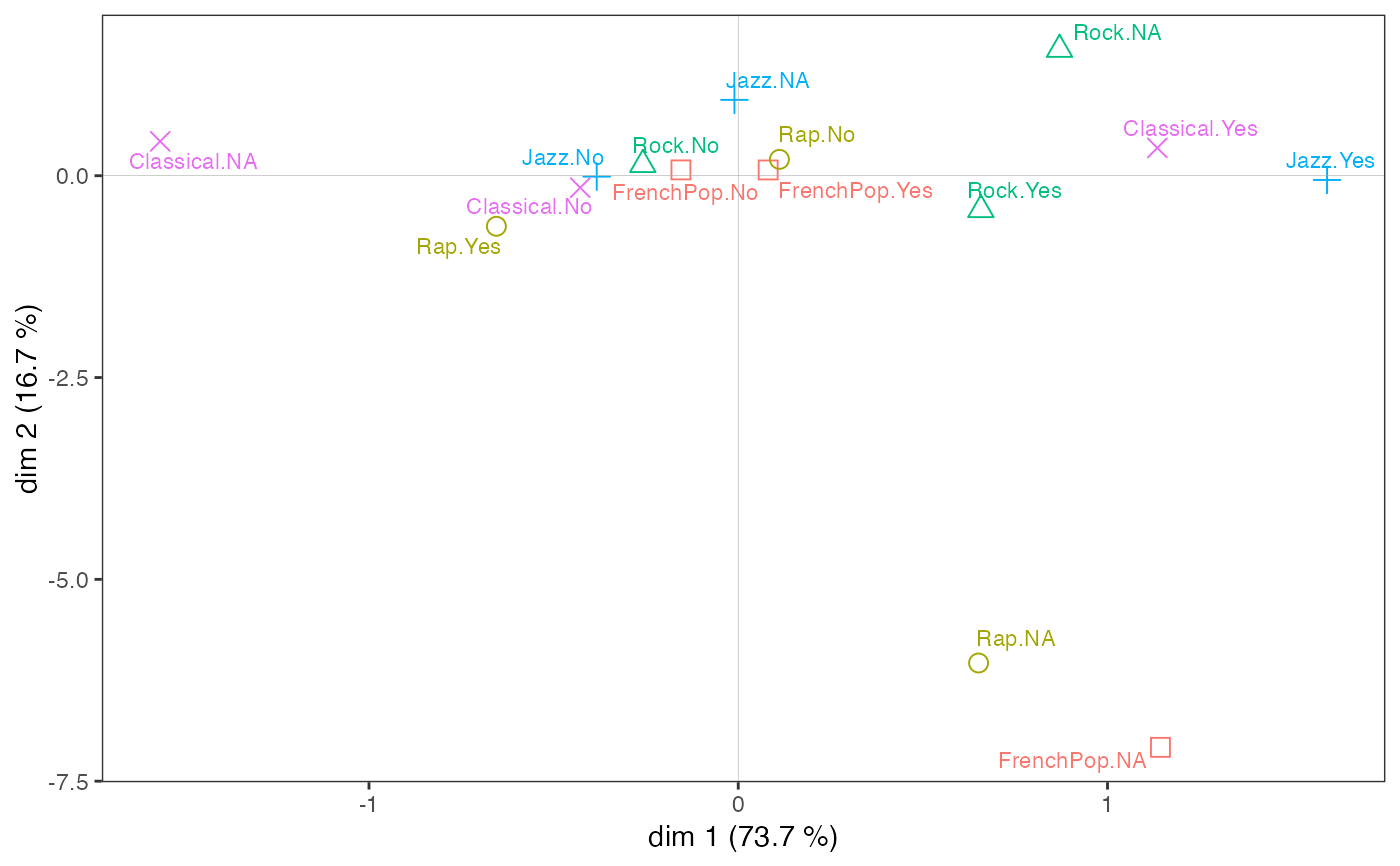 Rock.NA
Jazz.NA
Classical.Yes
Rap.No
Rock.No
Jazz.No
Classical.NA
Jazz.Yes
0.0
FrenchPop.No
FrenchPop.Yes
Rock.Yes
Classical.No
Rap.Yes
-2.5
dim 2 (16.7 %)
-5.0
Rap.NA
FrenchPop.NA
-7.5
-1
0
1
dim 1 (73.7 %)